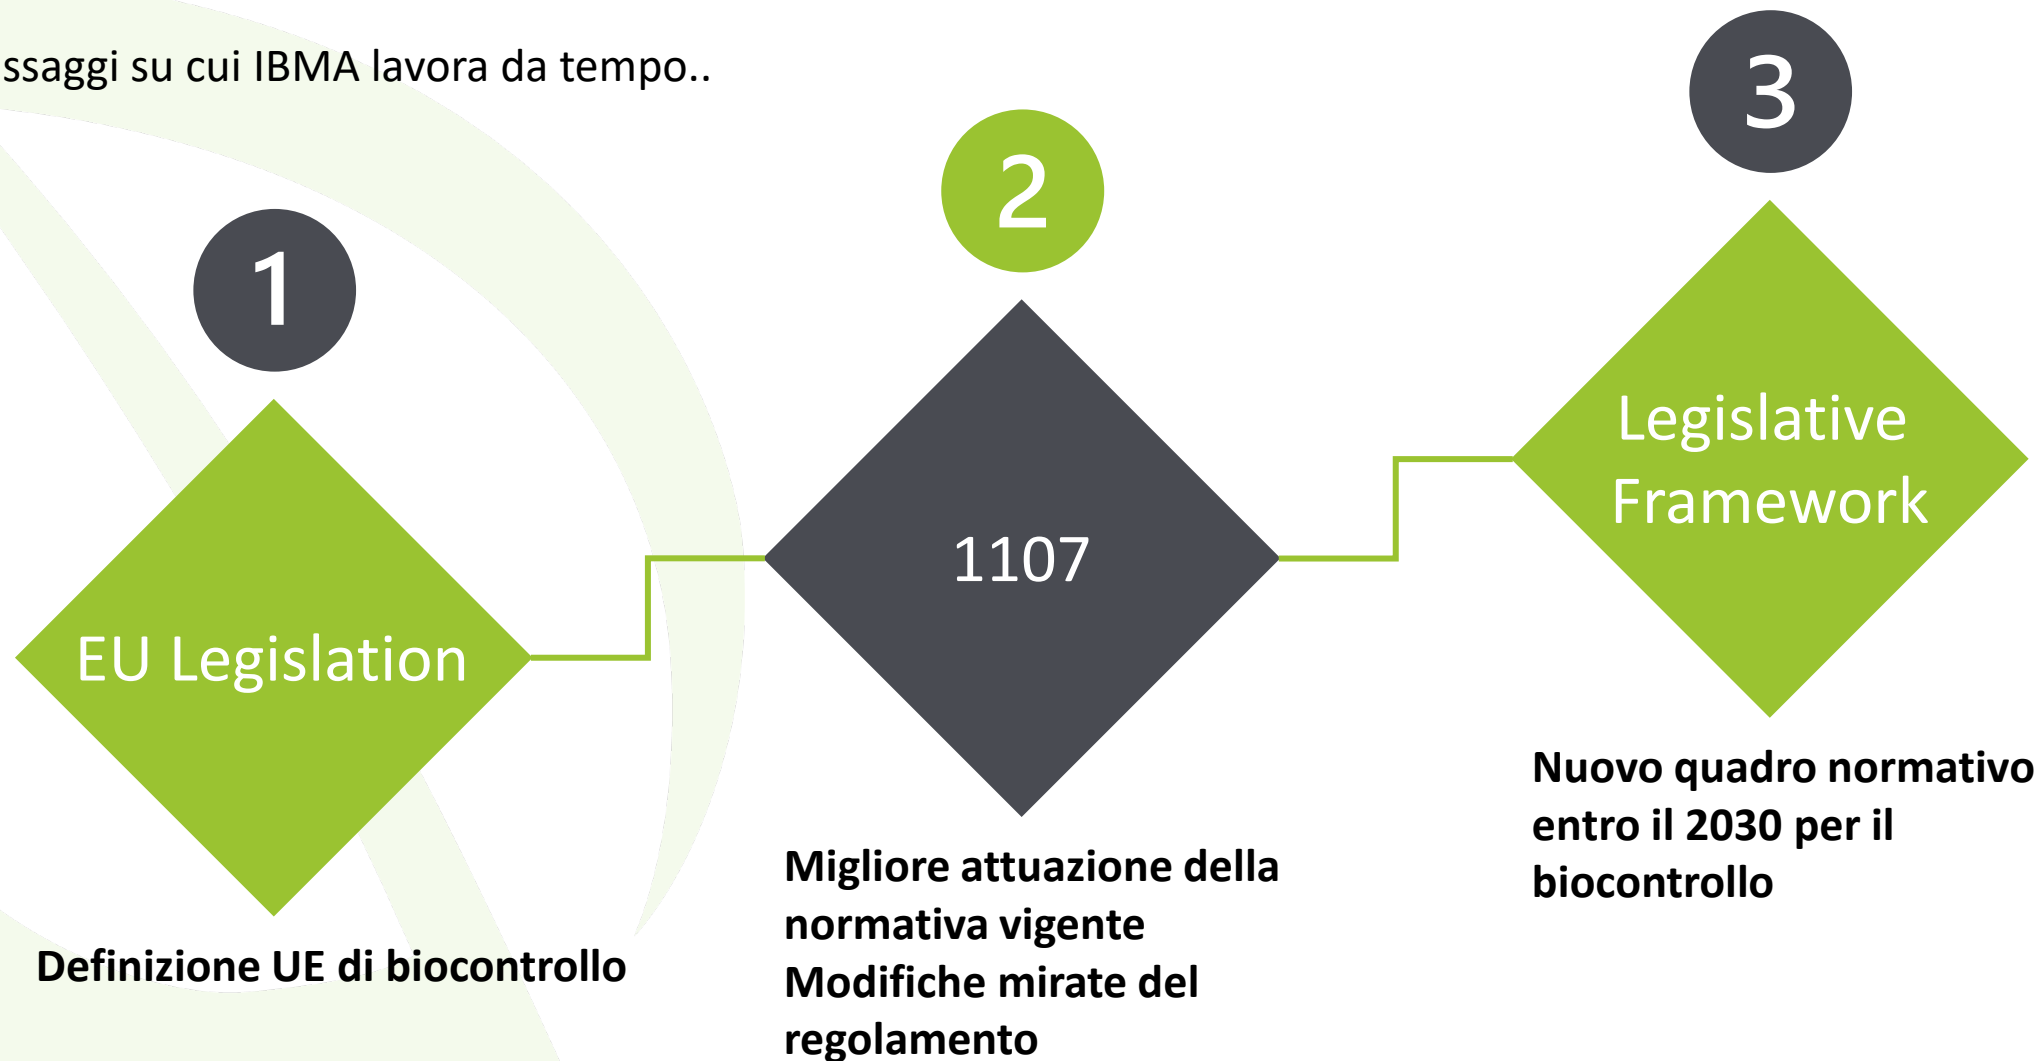 ssaggi su cui IBMA lavora da tempo..
1
EU Legislation
Definizione UE di biocontrollo
2
1107
Migliore attuazione della
normativa vigente
Modifiche mirate del
regolamento
3
Legislative
Framework
Nuovo quadro normativo
entro il 2030 per il
biocontrollo